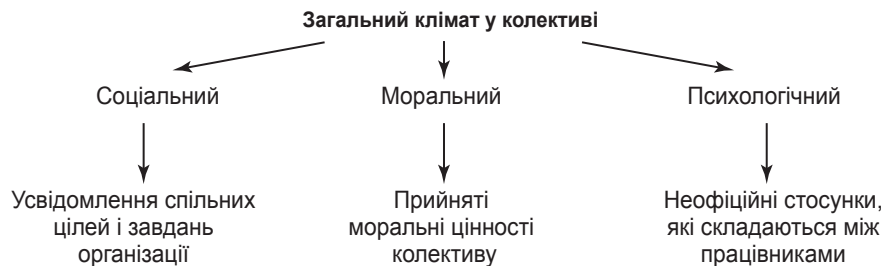 Загальний клімат у колективі
Соціальний
Моральний
Психологічний
Усвідомлення спільних
цілей і завдань
організації
Прийняті
моральні цінності
колективу
Неофіційні стосунки,
які складаються між
працівниками